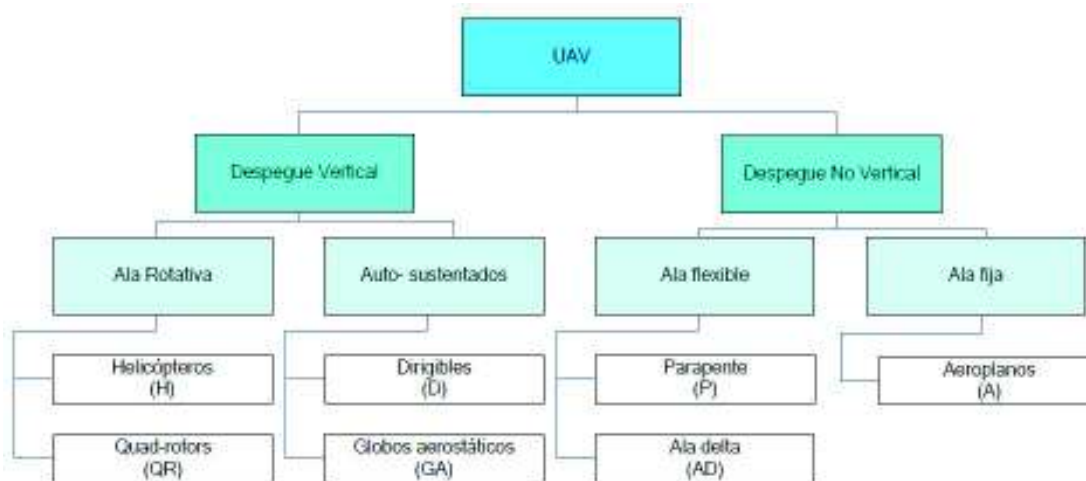 UAV
Despegue Vertical
Despegue No Vertical
Ala Rotativa
Auto- sustentados
Ala flexible
Ala fija
Helicópteros
(H)
Dirigibles
(D)
Parapente
(P)
Aeroplanos
(A)
Quad-rotors
(QR)
Globos aerostáticos
(GA)
Ala delta
(AD)